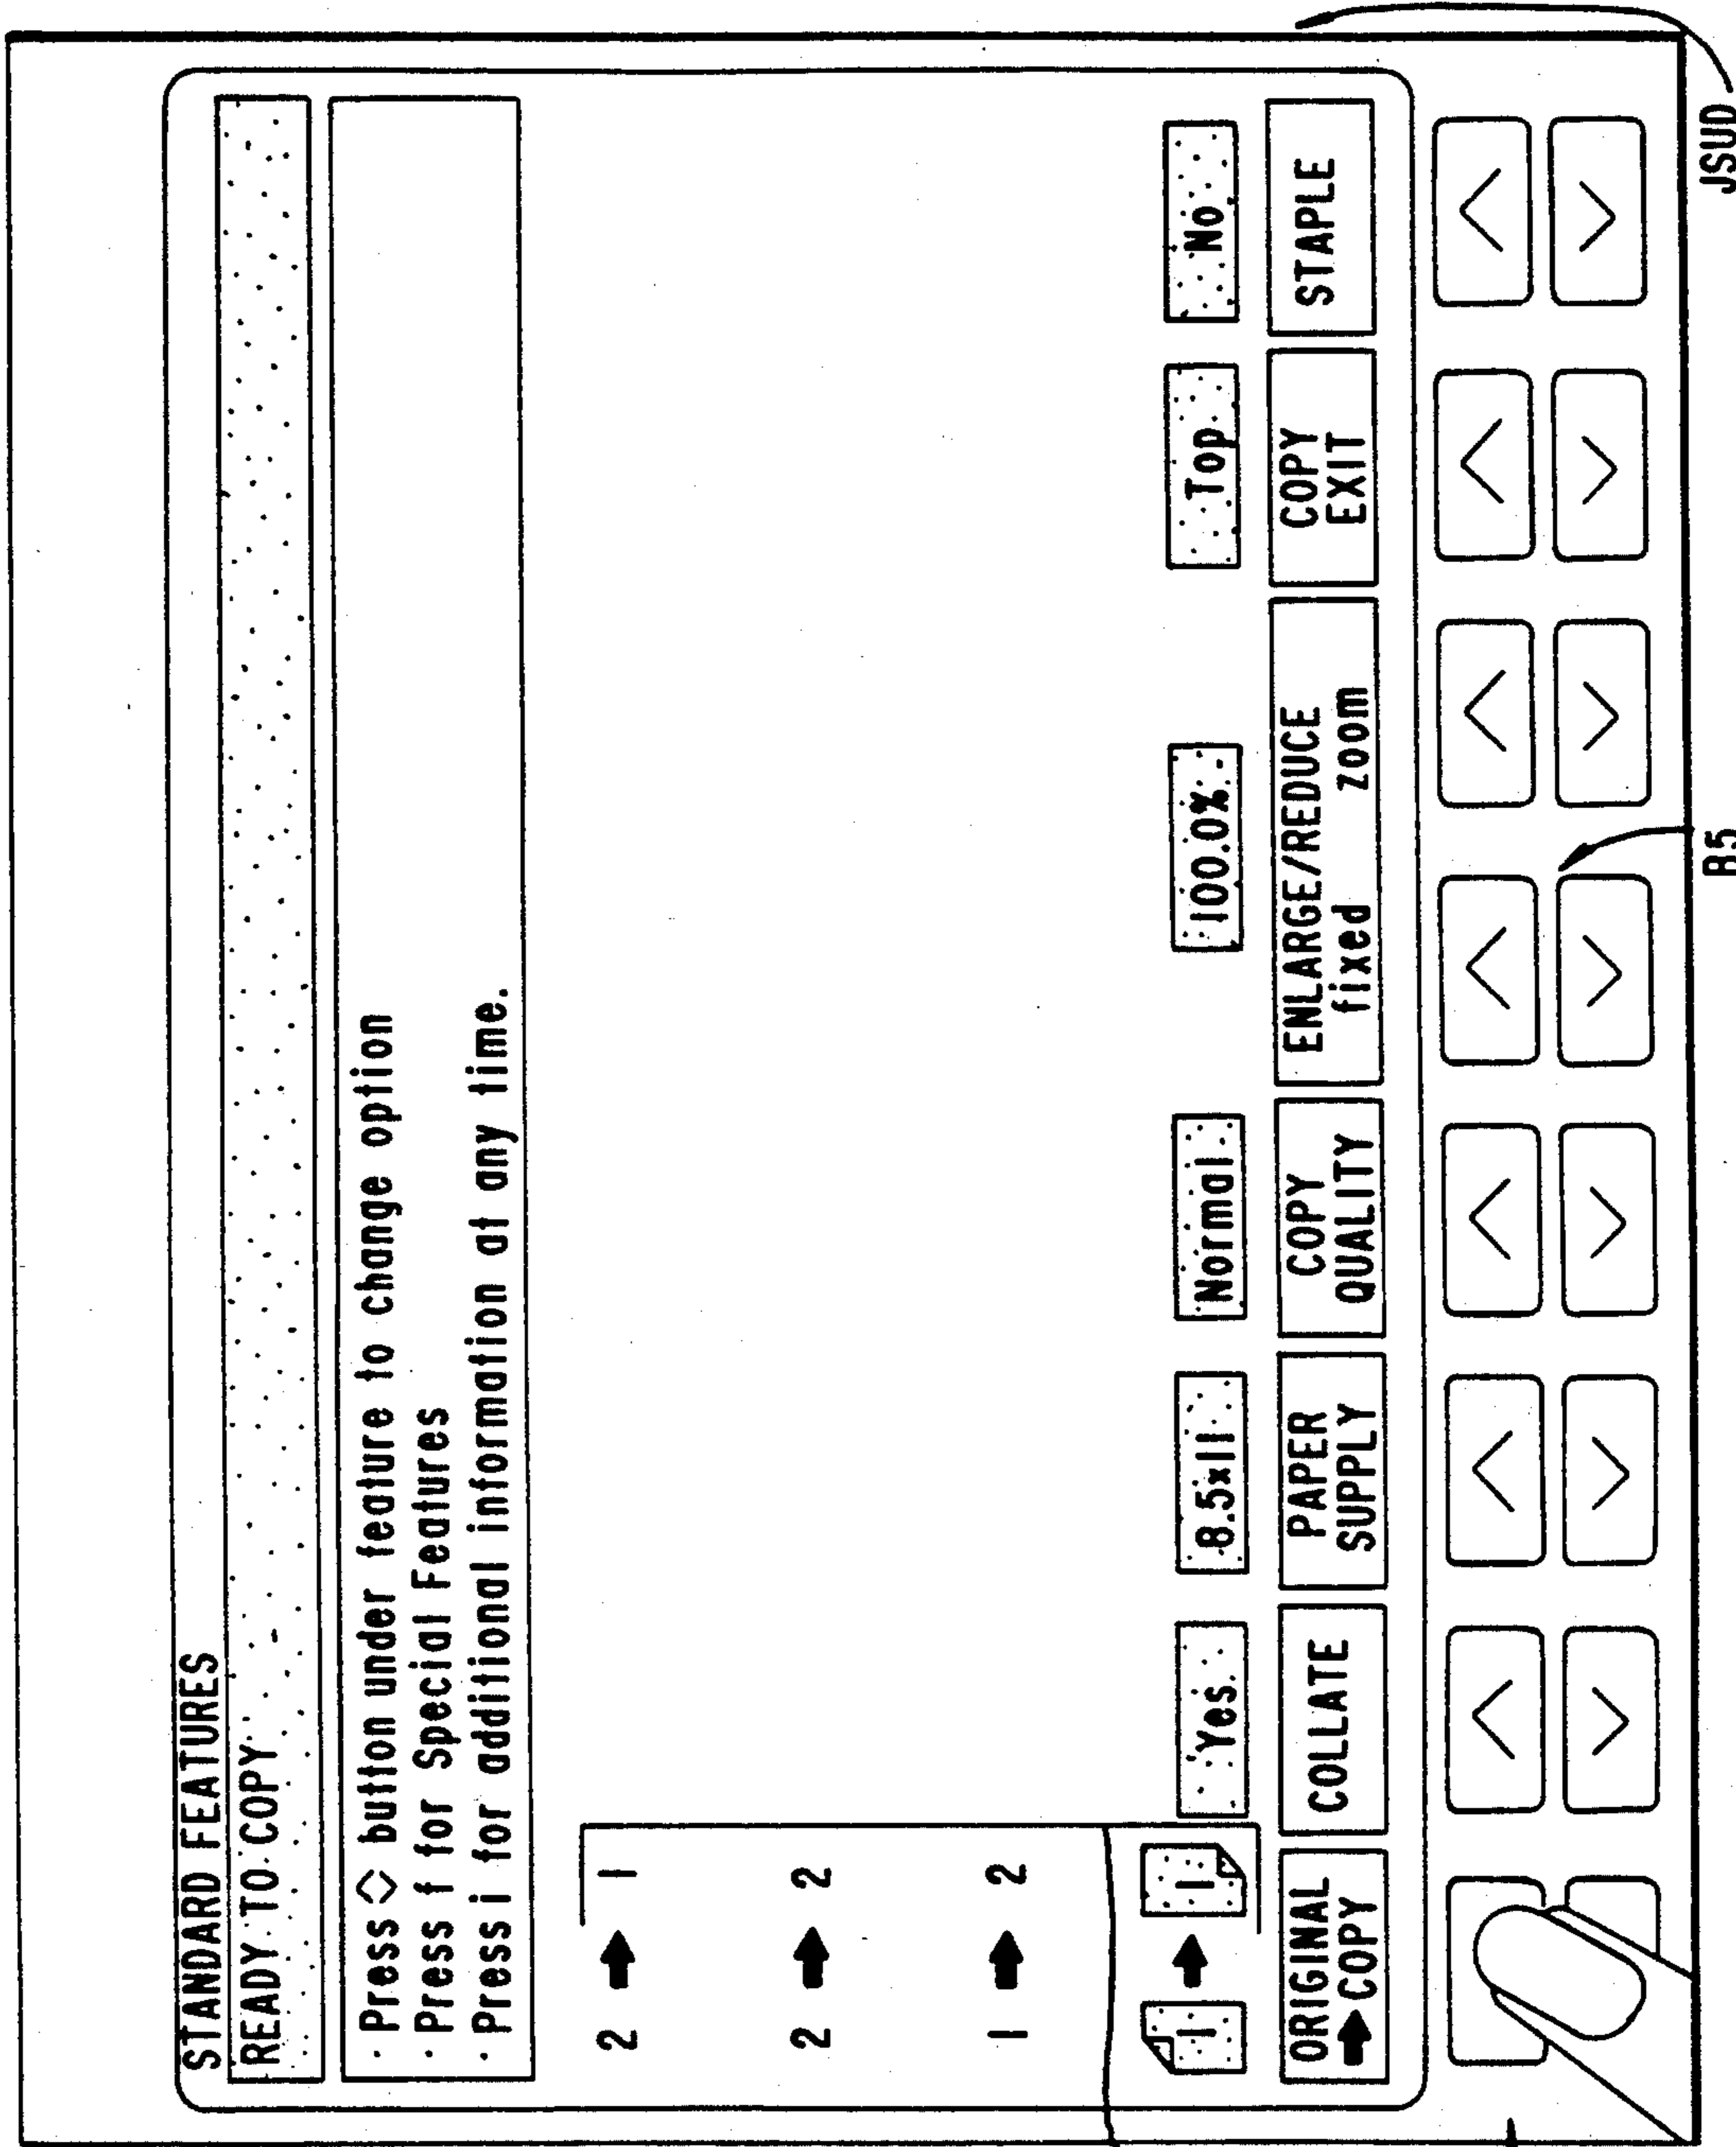 STANDARD FEATURES
READY TO COPY
· Press ◇ button under feature to change option
· Press f for Special Features
· Press i for additional information at any time.
2 → 1
2 → 2
1 → 2
1 → 1
Yes
8.5x11
Normal
100.0%
Top
No
ORIGINAL
→COPY
COLLATE
PAPER
SUPPLY
COPY
QUALITY
ENLARGE/REDUCE
fixed zoom
COPY
EXIT
STAPLE
B5
JSUD